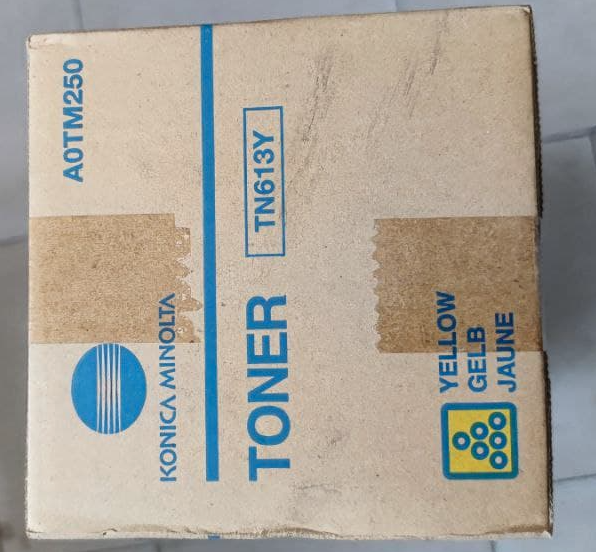 KONICA MINOLTA
A0TM250
TONER
TN613Y
YELLOW
GELB
JAUNE